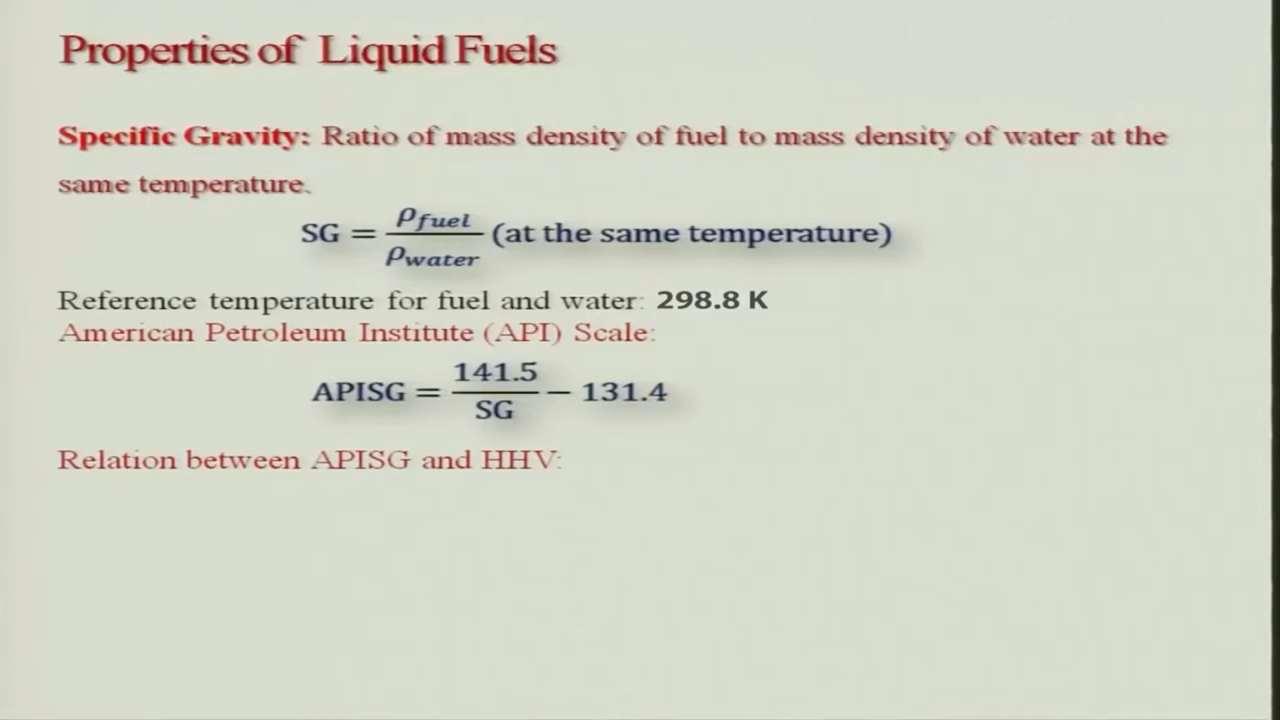 Properties of Liquid Fuels
Specific Gravity: Ratio of mass density of fuel to mass density of water at the
same temperature.
SG = ρfuel / ρwater (at the same temperature)
Reference temperature for fuel and water: 298.8 K
American Petroleum Institute (API) Scale:
APISG = 141.5 / SG − 131.4
Relation between APISG and HHV: